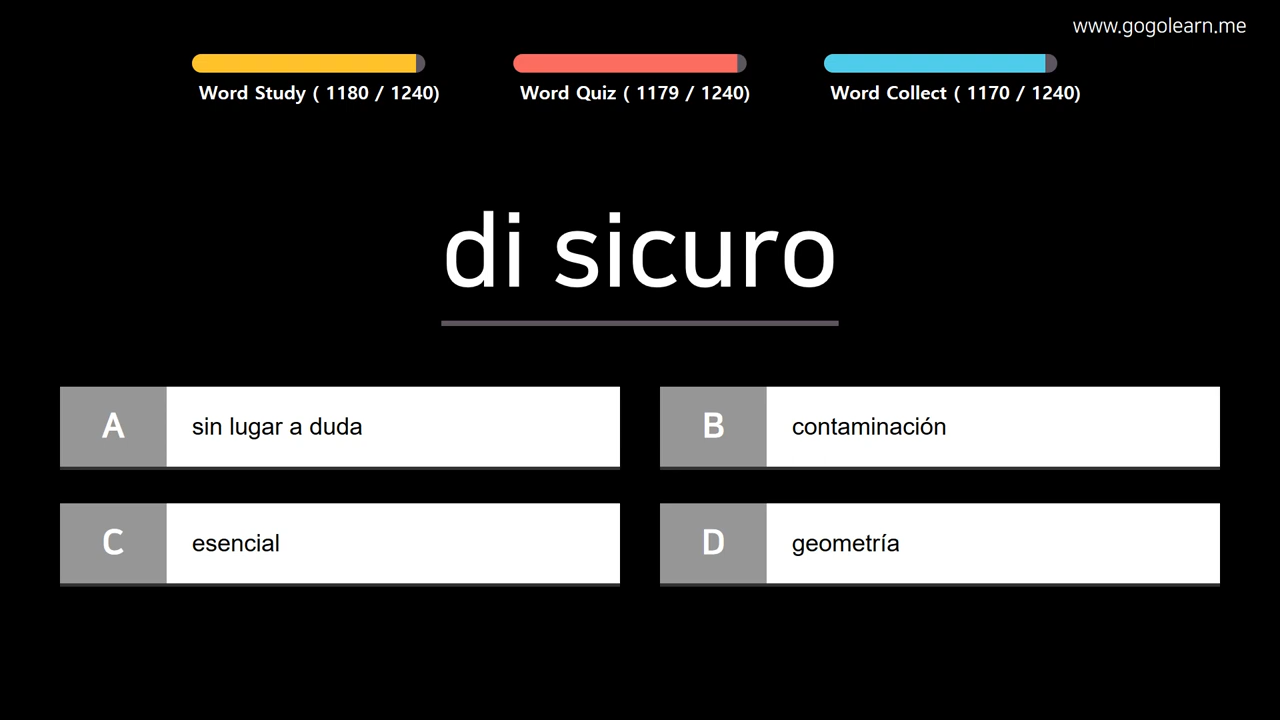 www.gogolearn.me
Word Study ( 1180 / 1240)
Word Quiz ( 1179 / 1240)
Word Collect ( 1170 / 1240)
di sicuro
A
sin lugar a duda
B
contaminación
C
esencial
D
geometría